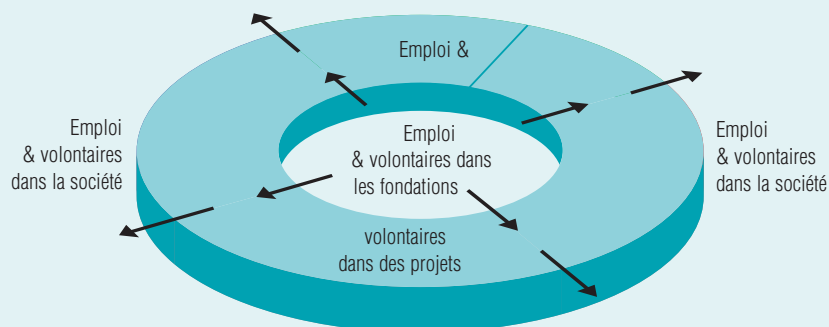 Emploi &
Emploi
& volontaires
dans la société
Emploi
& volontaires dans
les fondations
Emploi
& volontaires
dans la société
volontaires
dans des projets